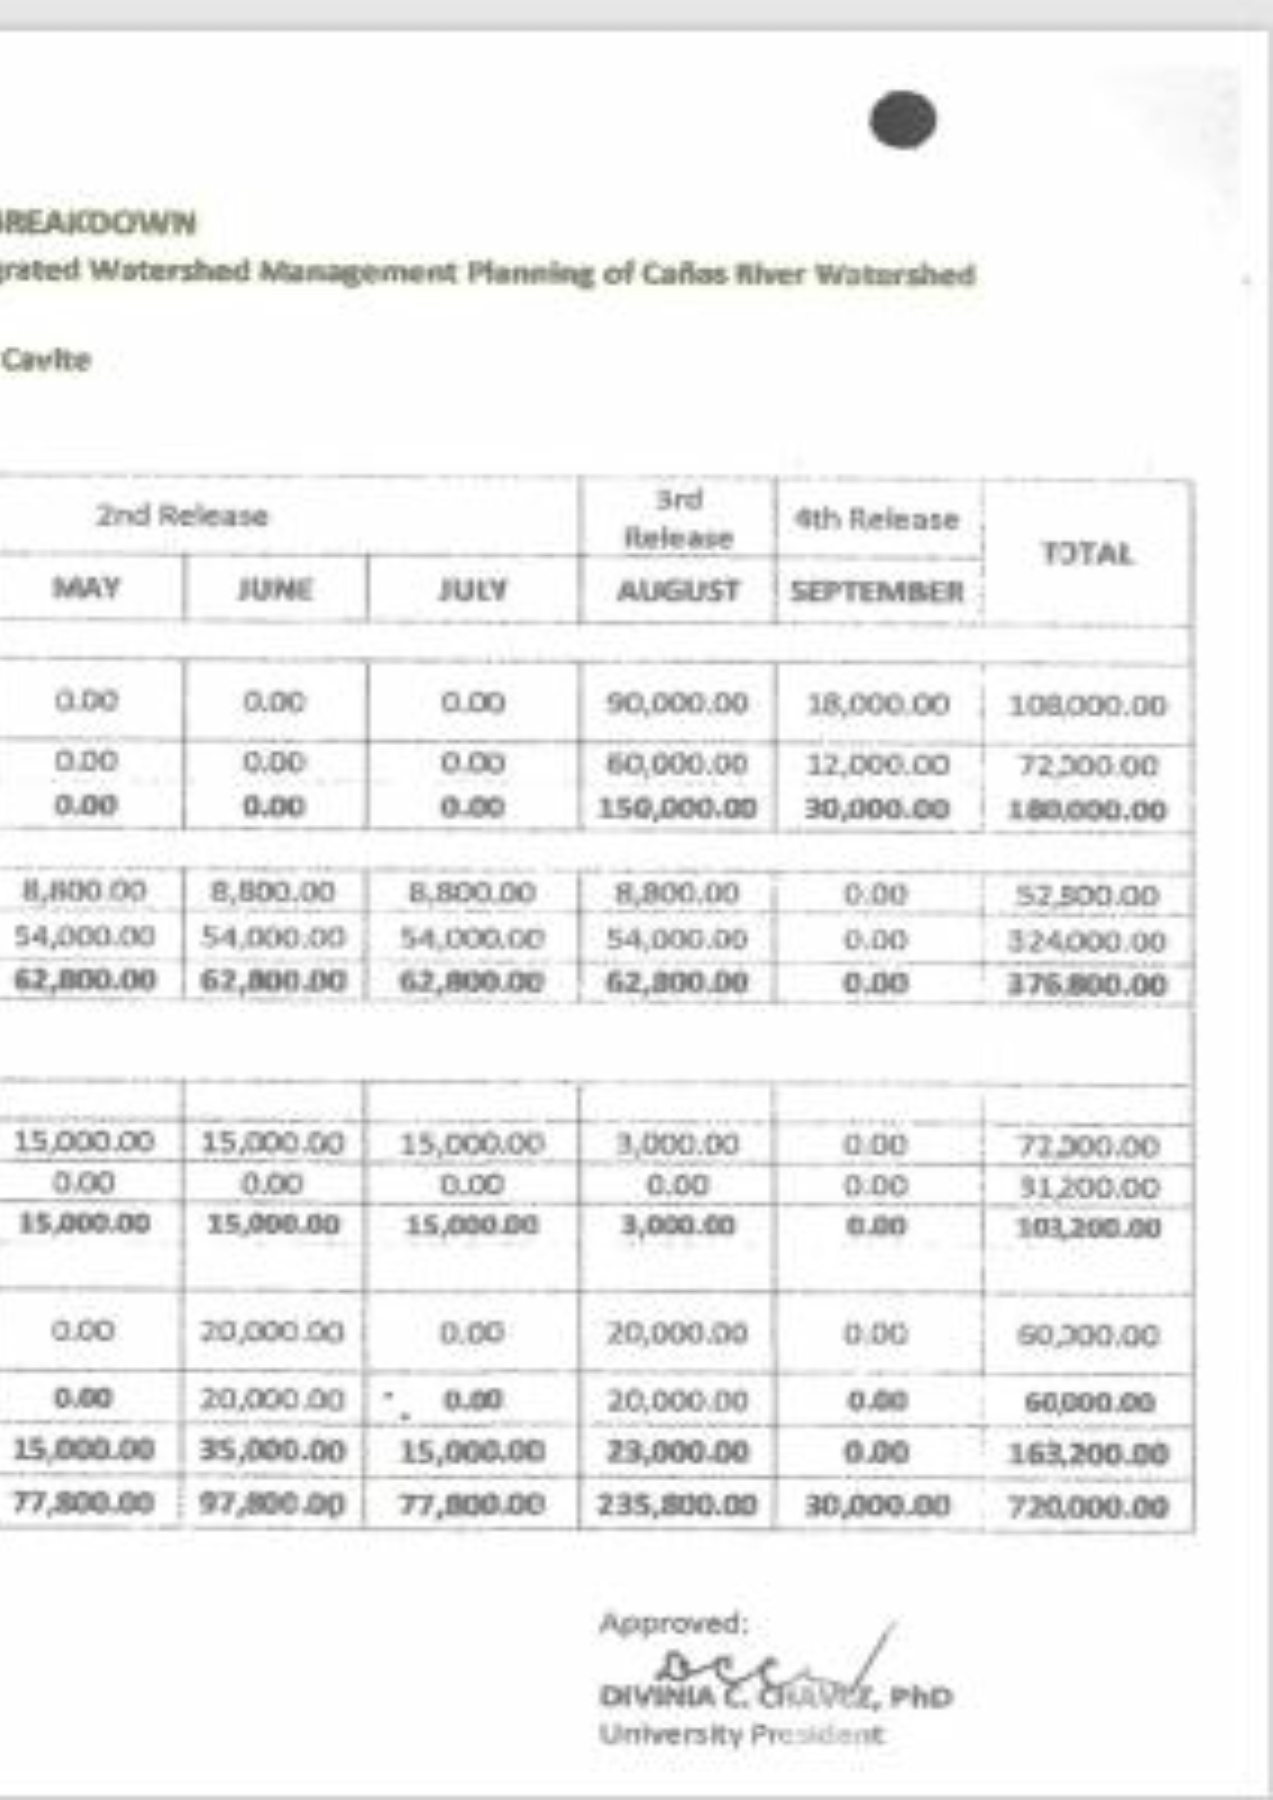 BREAKDOWN
grated Watershed Management Planning of Cañas River Watershed
Cavite
2nd Release 3rd Release 4th Release TOTAL
MAY JUNE JULY AUGUST SEPTEMBER
0.00 0.00 0.00 90,000.00 18,000.00 108,000.00
0.00 0.00 0.00 60,000.00 12,000.00 72,000.00
0.00 0.00 0.00 150,000.00 30,000.00 180,000.00
8,800.00 8,800.00 8,800.00 8,800.00 0.00 52,800.00
54,000.00 54,000.00 54,000.00 54,000.00 0.00 324,000.00
62,800.00 62,800.00 62,800.00 62,800.00 0.00 376,800.00
15,000.00 15,000.00 15,000.00 3,000.00 0.00 72,000.00
0.00 0.00 0.00 0.00 0.00 31,200.00
15,000.00 15,000.00 15,000.00 3,000.00 0.00 103,200.00
0.00 20,000.00 0.00 20,000.00 0.00 60,000.00
0.00 20,000.00 0.00 20,000.00 0.00 60,000.00
15,000.00 35,000.00 15,000.00 23,000.00 0.00 163,200.00
77,800.00 97,800.00 77,800.00 235,800.00 30,000.00 720,000.00
Approved:
DIVINIA C. CHAVEZ, PhD
University President